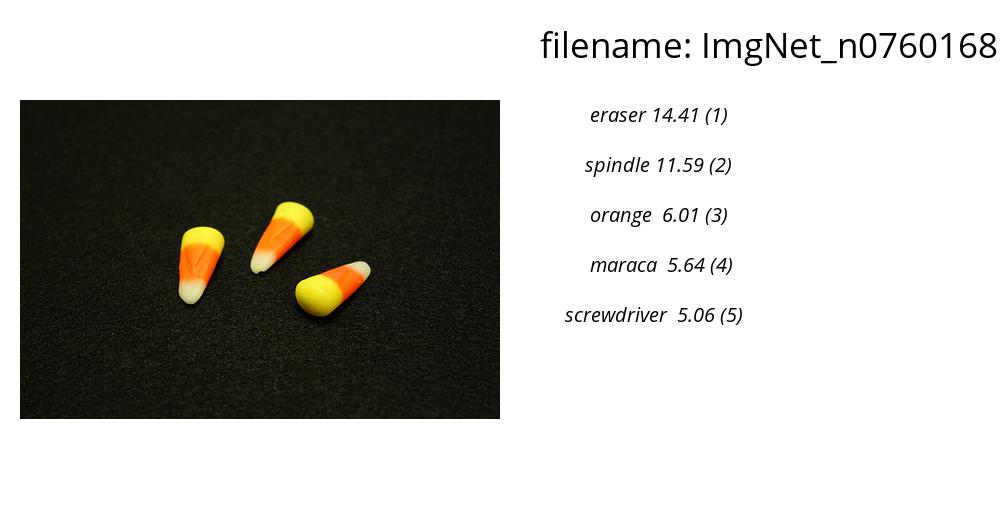 filename: ImgNet_n0760168
eraser 14.41 (1)
spindle 11.59 (2)
orange 6.01 (3)
maraca 5.64 (4)
screwdriver 5.06 (5)